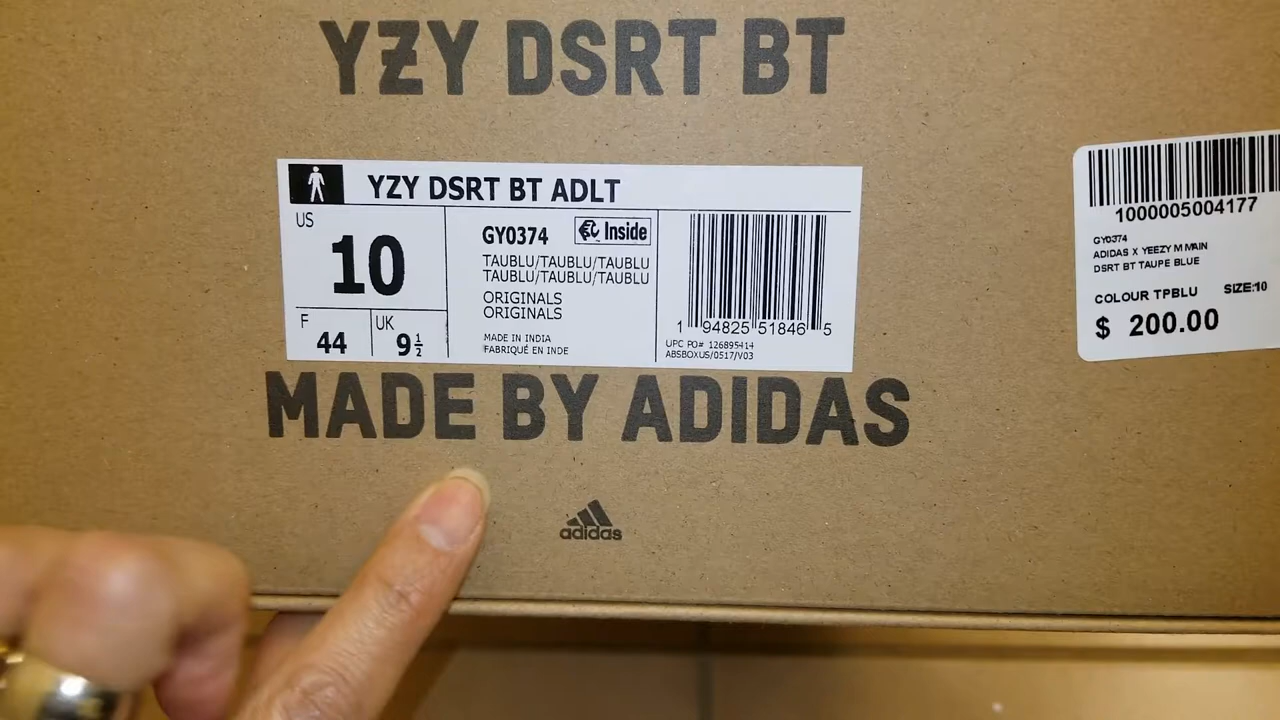 YZY DSRT BT
YZY DSRT BT ADLT
US
10
F
44
UK
9½
GY0374
Inside
TAUBLU/TAUBLU/TAUBLU
TAUBLU/TAUBLU/TAUBLU
ORIGINALS
ORIGINALS
MADE IN INDIA
FABRIQUÉ EN INDE
1 94825 51846 5
UPC PO# 126895414
ABSBOXUS/0517/V03
MADE BY ADIDAS
adidas
1000005004177
GY0374
ADIDAS X YEEZY M MAIN
DSRT BT TAUPE BLUE
COLOUR TPBLU SIZE:10
$ 200.00